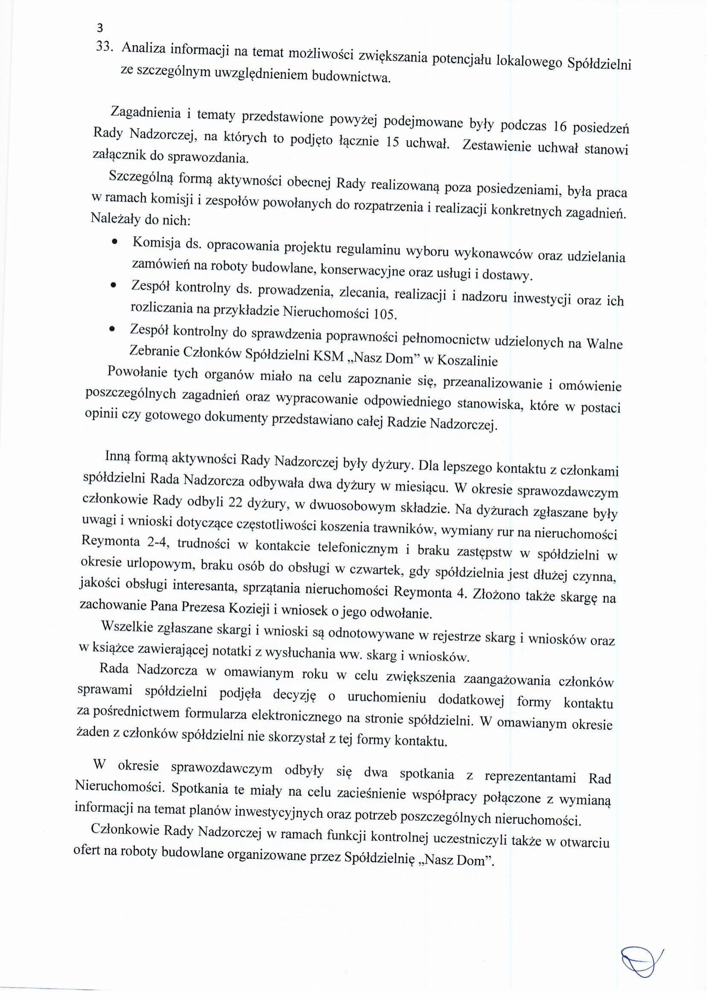 3
33. Analiza informacji na temat możliwości zwiększania potencjału lokalowego Spółdzielni
ze szczególnym uwzględnieniem budownictwa.
Zagadnienia i tematy przedstawione powyżej podejmowane były podczas 16 posiedzeń
Rady Nadzorczej, na których to podjęto łącznie 15 uchwał. Zestawienie uchwał stanowi
załącznik do sprawozdania.
Szczególną formą aktywności obecnej Rady realizowaną poza posiedzeniami, była praca
w ramach komisji i zespołów powołanych do rozpatrzenia i realizacji konkretnych zagadnień.
Należały do nich:
• Komisja ds. opracowania projektu regulaminu wyboru wykonawców oraz udzielania
zamówień na roboty budowlane, konserwacyjne oraz usługi i dostawy.
• Zespół kontrolny ds. prowadzenia, zlecania, realizacji i nadzoru inwestycji oraz ich
rozliczania na przykładzie Nieruchomości 105.
• Zespół kontrolny do sprawdzenia poprawności pełnomocnictw udzielonych na Walne
Zebranie Członków Spółdzielni KSM „Nasz Dom” w Koszalinie
Powołanie tych organów miało na celu zapoznanie się, przeanalizowanie i omówienie
poszczególnych zagadnień oraz wypracowanie odpowiedniego stanowiska, które w postaci
opinii czy gotowego dokumenty przedstawiano całej Radzie Nadzorczej.
Inną formą aktywności Rady Nadzorczej były dyżury. Dla lepszego kontaktu z członkami
spółdzielni Rada Nadzorcza odbywała dwa dyżury w miesiącu. W okresie sprawozdawczym
członkowie Rady odbyli 22 dyżury, w dwuosobowym składzie. Na dyżurach zgłaszane były
uwagi i wnioski dotyczące częstotliwości koszenia trawników, wymiany rur na nieruchomości
Reymonta 2-4, trudności w kontakcie telefonicznym i braku zastępstw w spółdzielni w
okresie urlopowym, braku osób do obsługi w czwartek, gdy spółdzielnia jest dłużej czynna,
jakości obsługi interesanta, sprzątania nieruchomości Reymonta 4. Złożono także skargę na
zachowanie Pana Prezesa Kozieji i wniosek o jego odwołanie.
Wszelkie zgłaszane skargi i wnioski są odnotowywane w rejestrze skarg i wniosków oraz
w książce zawierającej notatki z wysłuchania ww. skarg i wniosków.
Rada Nadzorcza w omawianym roku w celu zwiększenia zaangażowania członków
sprawami spółdzielni podjęła decyzję o uruchomieniu dodatkowej formy kontaktu
za pośrednictwem formularza elektronicznego na stronie spółdzielni. W omawianym okresie
żaden z członków spółdzielni nie skorzystał z tej formy kontaktu.
W okresie sprawozdawczym odbyły się dwa spotkania z reprezentantami Rad
Nieruchomości. Spotkania te miały na celu zacieśnienie współpracy połączone z wymianą
informacji na temat planów inwestycyjnych oraz potrzeb poszczególnych nieruchomości.
Członkowie Rady Nadzorczej w ramach funkcji kontrolnej uczestniczyli także w otwarciu
ofert na roboty budowlane organizowane przez Spółdzielnię „Nasz Dom”.